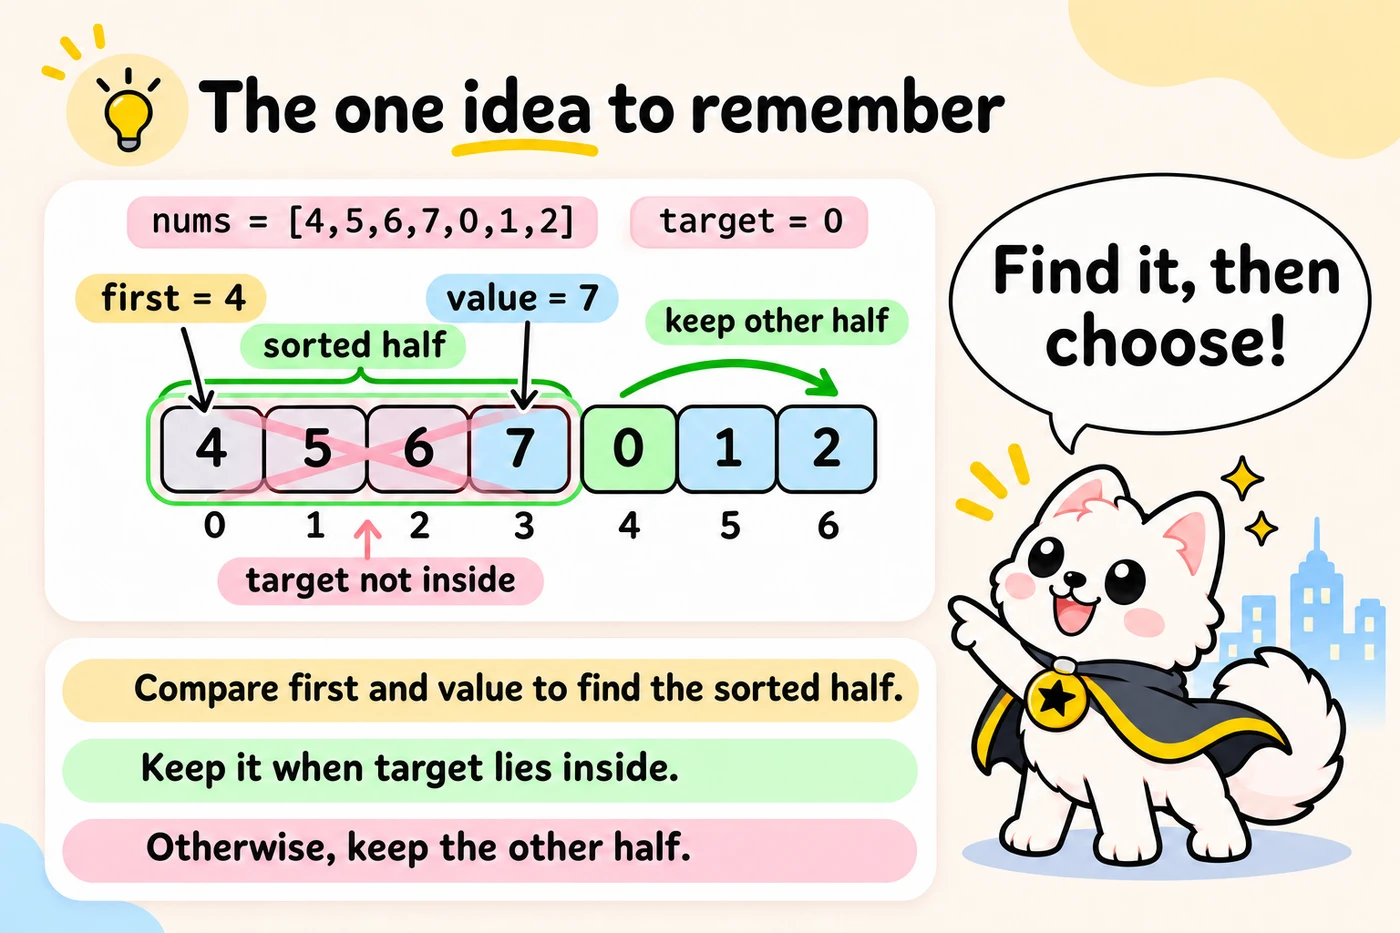 The one idea to remember
nums = [4,5,6,7,0,1,2]
target = 0
first = 4
value = 7
sorted half
keep other half
4 5 6 7 0 1 2
0 1 2 3 4 5 6
target not inside
Compare first and value to find the sorted half.
Keep it when target lies inside.
Otherwise, keep the other half.
Find it, then
choose!